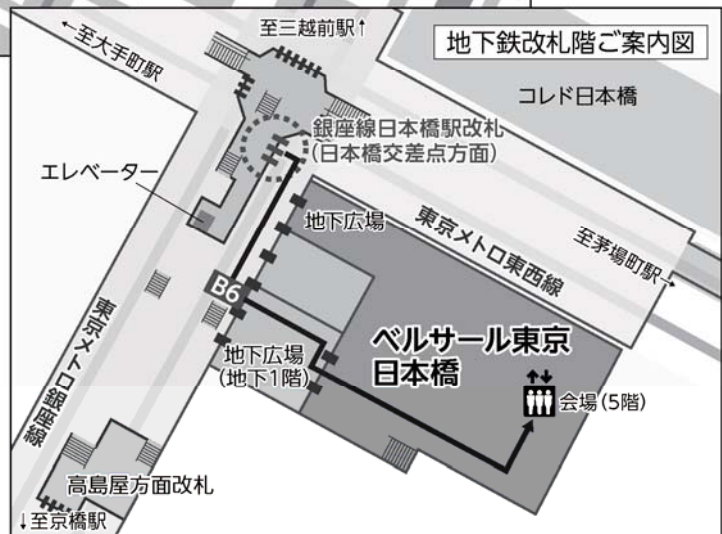 至三越前駅↑
←至大手町駅
地下鉄改札階ご案内図
コレド日本橋
銀座線日本橋駅改札
(日本橋交差点方面)
エレベーター
地下広場
東京メトロ東西線
至茅場町駅→
B6
東京メトロ銀座線
地下広場
(地下1階)
ベルサール東京
日本橋
会場(5階)
高島屋方面改札
↓至京橋駅